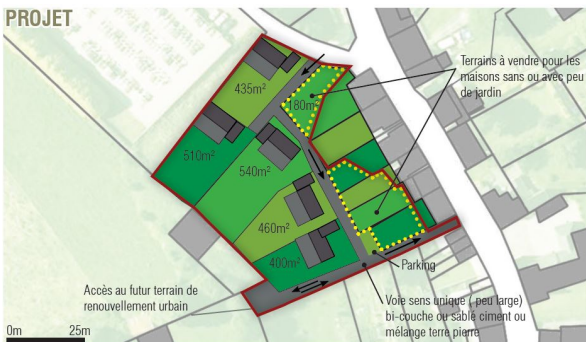 PROJET
Terrains à vendre pour les
maisons sans ou avec peu
de jardin
435m²
180m²
510m²
540m²
460m²
400m²
Parking
Accès au futur terrain de
renouvellement urbain
Voie sens unique ( peu large)
bi-couche ou sablé ciment ou
mélange terre pierre
0m 25m